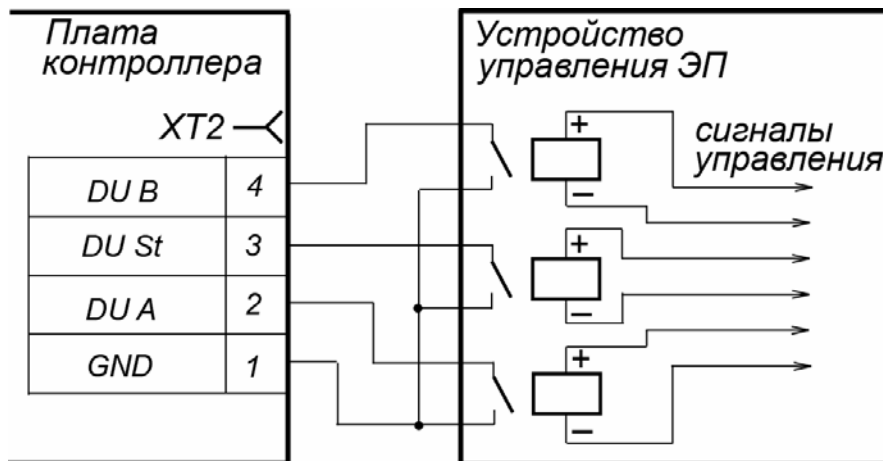 Плата
контроллера
XT2
DU B 4
DU St 3
DU A 2
GND 1
Устройство
управления ЭП
сигналы
управления
+
−
+
−
+
−